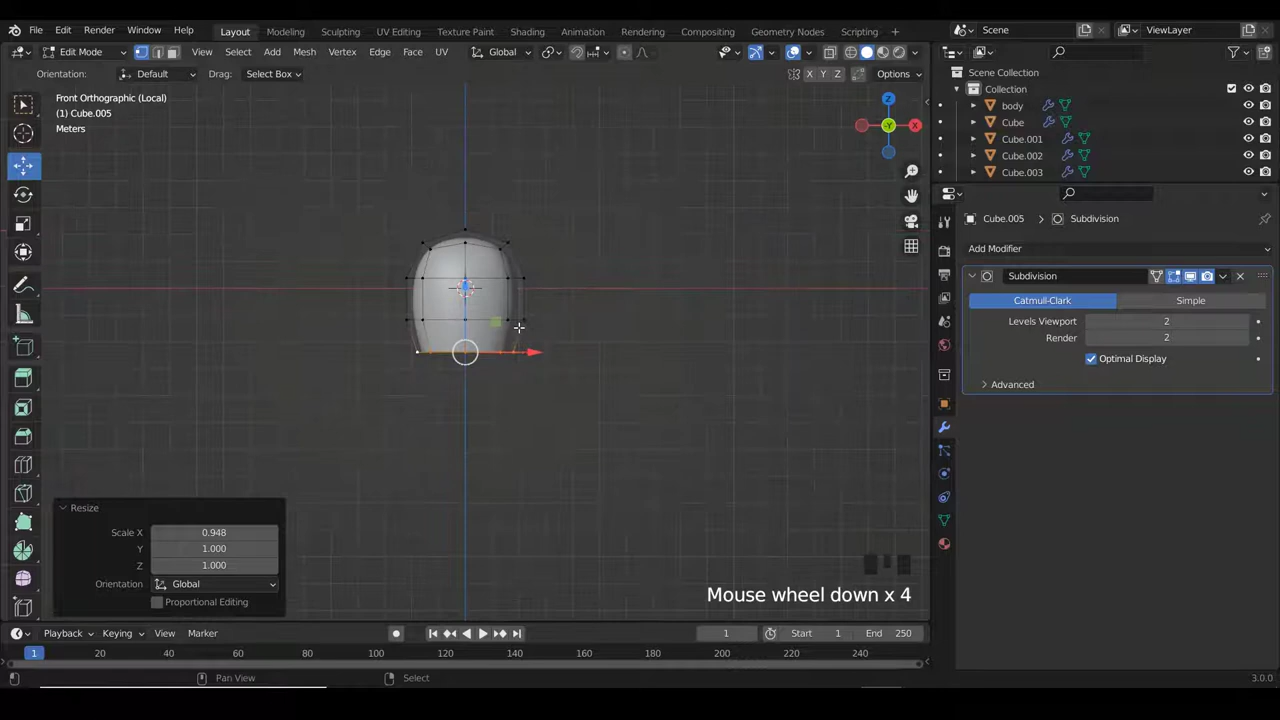 File Edit Render Window Help Layout Modeling Sculpting UV Editing Texture Paint Shading Animation Rendering Compositing Geometry Nodes Scripting + Scene ViewLayer
Edit Mode View Select Add Mesh Vertex Edge Face UV Global
Orientation: Default Drag: Select Box X Y Z Options
Front Orthographic (Local)
(1) Cube.005
Meters
Z
-Y X
Scene Collection
Collection
body
Cube
Cube.001
Cube.002
Cube.003
Cube.005 > Subdivision
Add Modifier
Subdivision
Catmull-Clark Simple
Levels Viewport 2
Render 2
Optimal Display
Advanced
Resize
Scale X 0.948
Y 1.000
Z 1.000
Orientation Global
Proportional Editing
Mouse wheel down x 4
Playback Keying View Marker 1 Start 1 End 250
1 20 40 60 80 100 120 140 160 180 200 220 240
Pan View Select 3.0.0